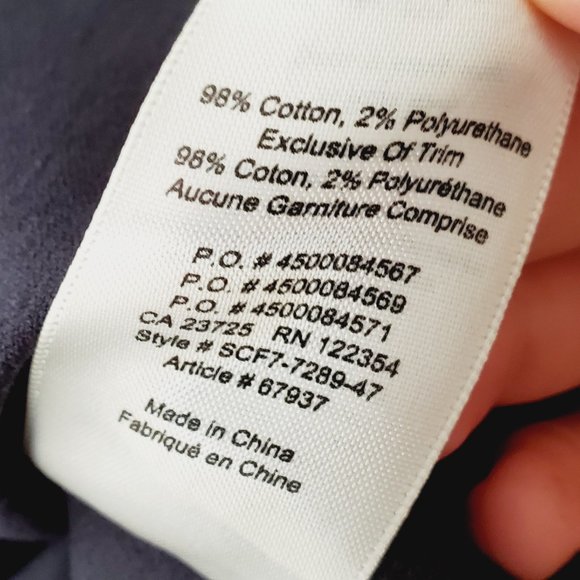 98% Cotton, 2% Polyurethane
Exclusive Of Trim
98% Coton, 2% Polyuréthane
Aucune Garniture Comprise
P.O. # 4500084567
P.O. # 4500084569
P.O. # 4500084571
CA 23725 RN 122354
Style # SCF7-7289-47
Article # 67937
Made in China
Fabriqué en Chine